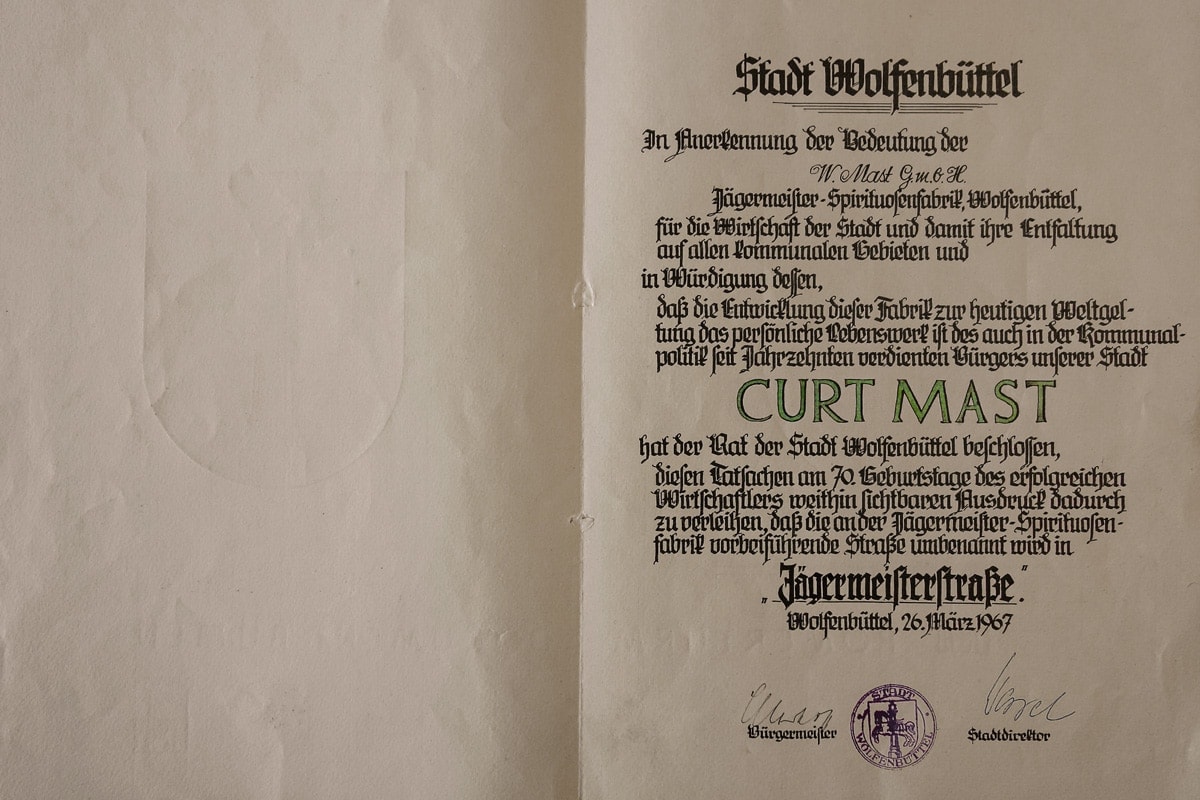 Stadt Wolfenbüttel
In Anerkennung der Bedeutung der
W. Mast G.m.b.H.
Jägermeister-Spirituosenfabrik, Wolfenbüttel,
für die Wirtschaft der Stadt und damit ihre Entfaltung
auf allen kommunalen Gebieten und
in Würdigung dessen,
daß die Entwicklung dieser Fabrik zur heutigen Weltgel-
tung das persönliche Lebenswerk ist des auch in der Kommunal-
politik seit Jahrzehnten verdienten Bürgers unserer Stadt
CURT MAST
hat der Rat der Stadt Wolfenbüttel beschlossen,
diesen Tatsachen am 70. Geburtstage des erfolgreichen
Wirtschaftlers weithin sichtbaren Ausdruck dadurch
zu verleihen, daß die an der Jägermeister-Spirituosen-
fabrik vorbeiführende Straße umbenannt wird in
„Jägermeisterstraße".
Wolfenbüttel, 26. März 1967
Bürgermeister
STADT
WOLFENBÜTTEL
Stadtdirektor